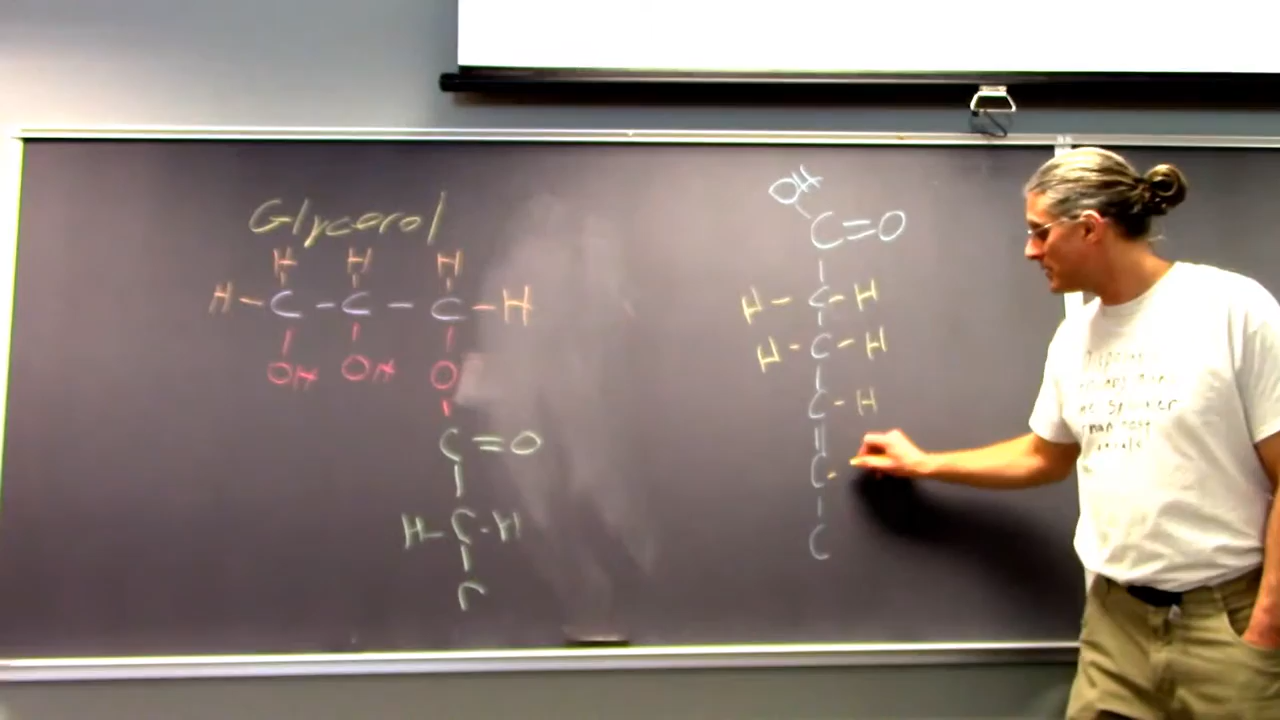 Glycerol
H H H
H - C - C - C - H
OH OH O
C = O
H - C - H
C
OH
C = O
H - C - H
H - C - H
C - H
C -
C